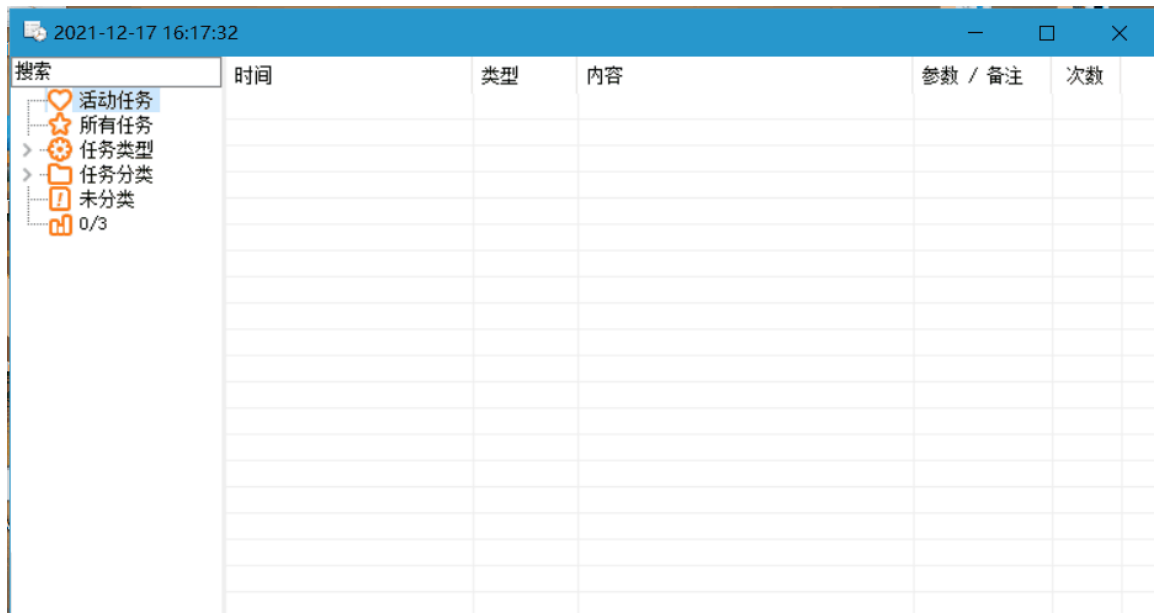 2021-12-17 16:17:32
搜索
时间 类型 内容 参数 / 备注 次数
活动任务
所有任务
任务类型
任务分类
未分类
0/3